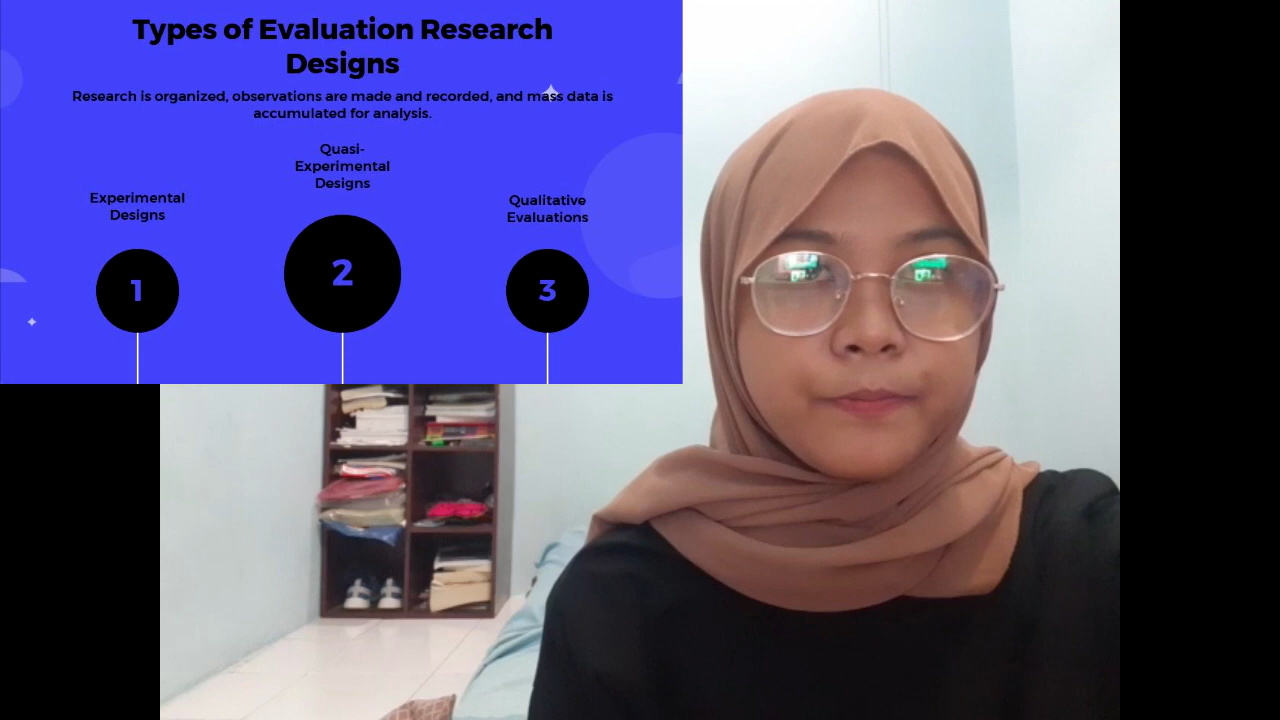 Types of Evaluation Research
Designs
Research is organized, observations are made and recorded, and mass data is
accumulated for analysis.
Experimental
Designs
1
Quasi-
Experimental
Designs
2
Qualitative
Evaluations
3